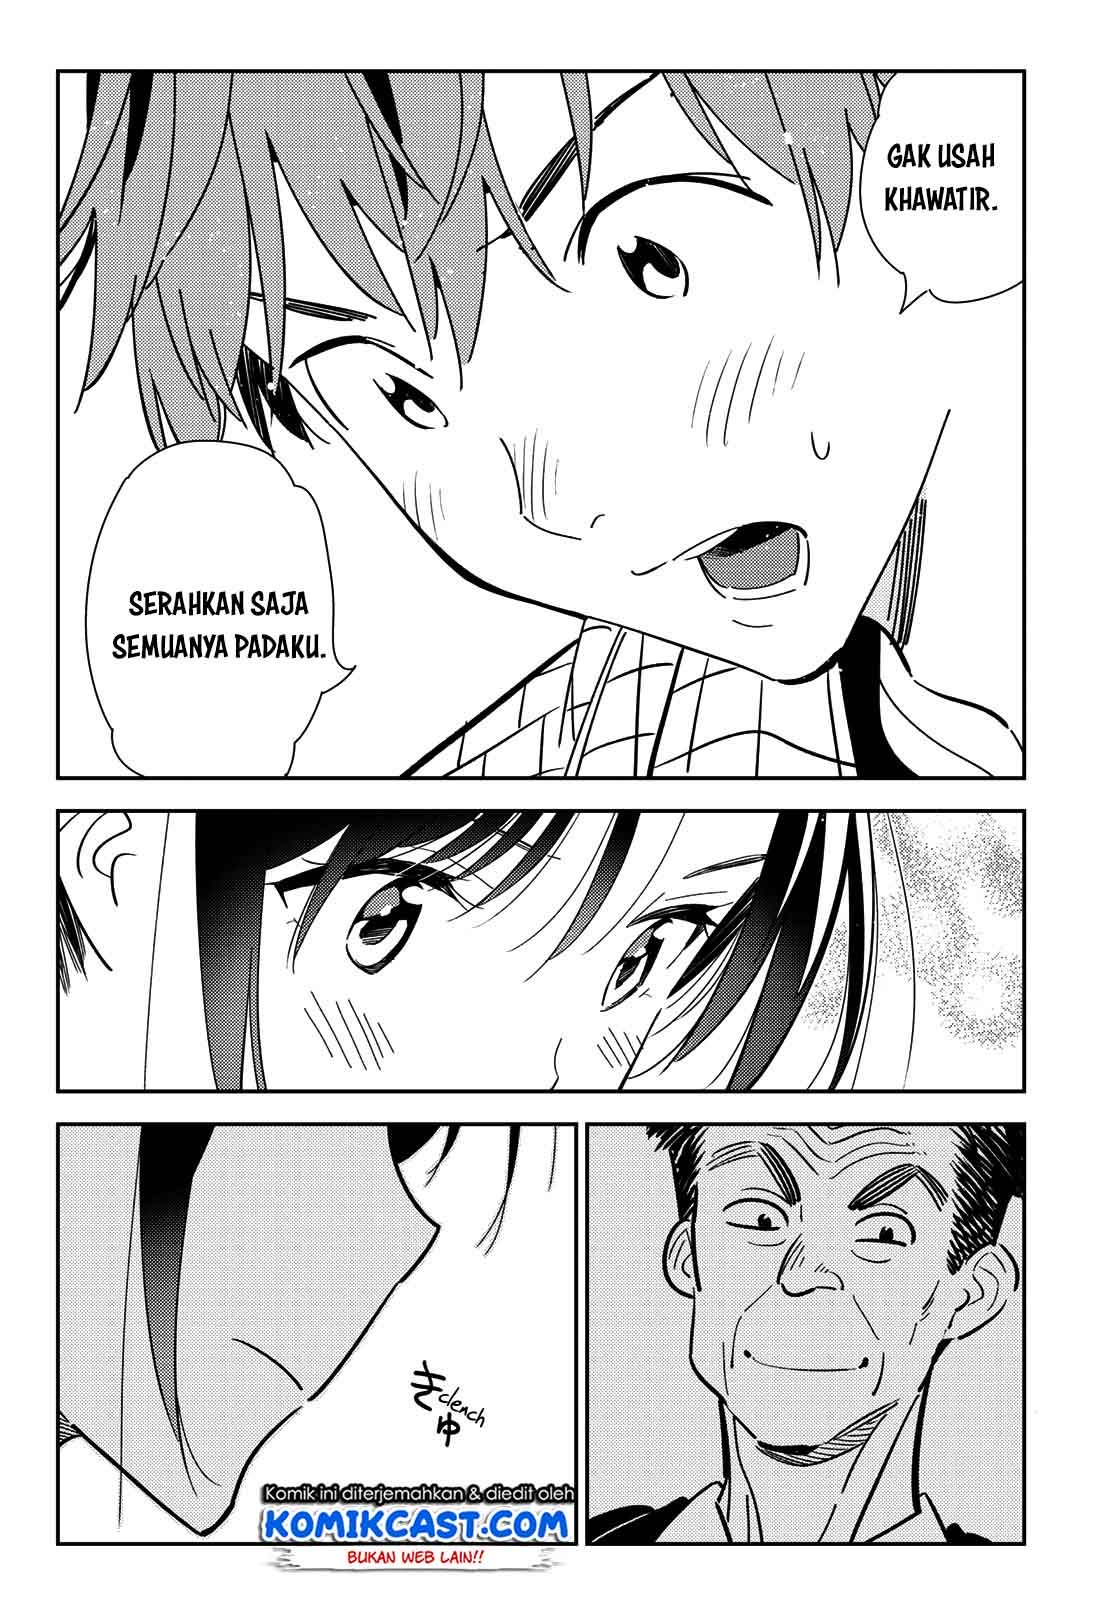 GAK USAH
KHAWATIR.
SERAHKAN SAJA
SEMUANYA PADAKU.
きゅ
clench
Komik ini diterjemahkan & diedit oleh
KOMIKCAST.COM
BUKAN WEB LAIN!!